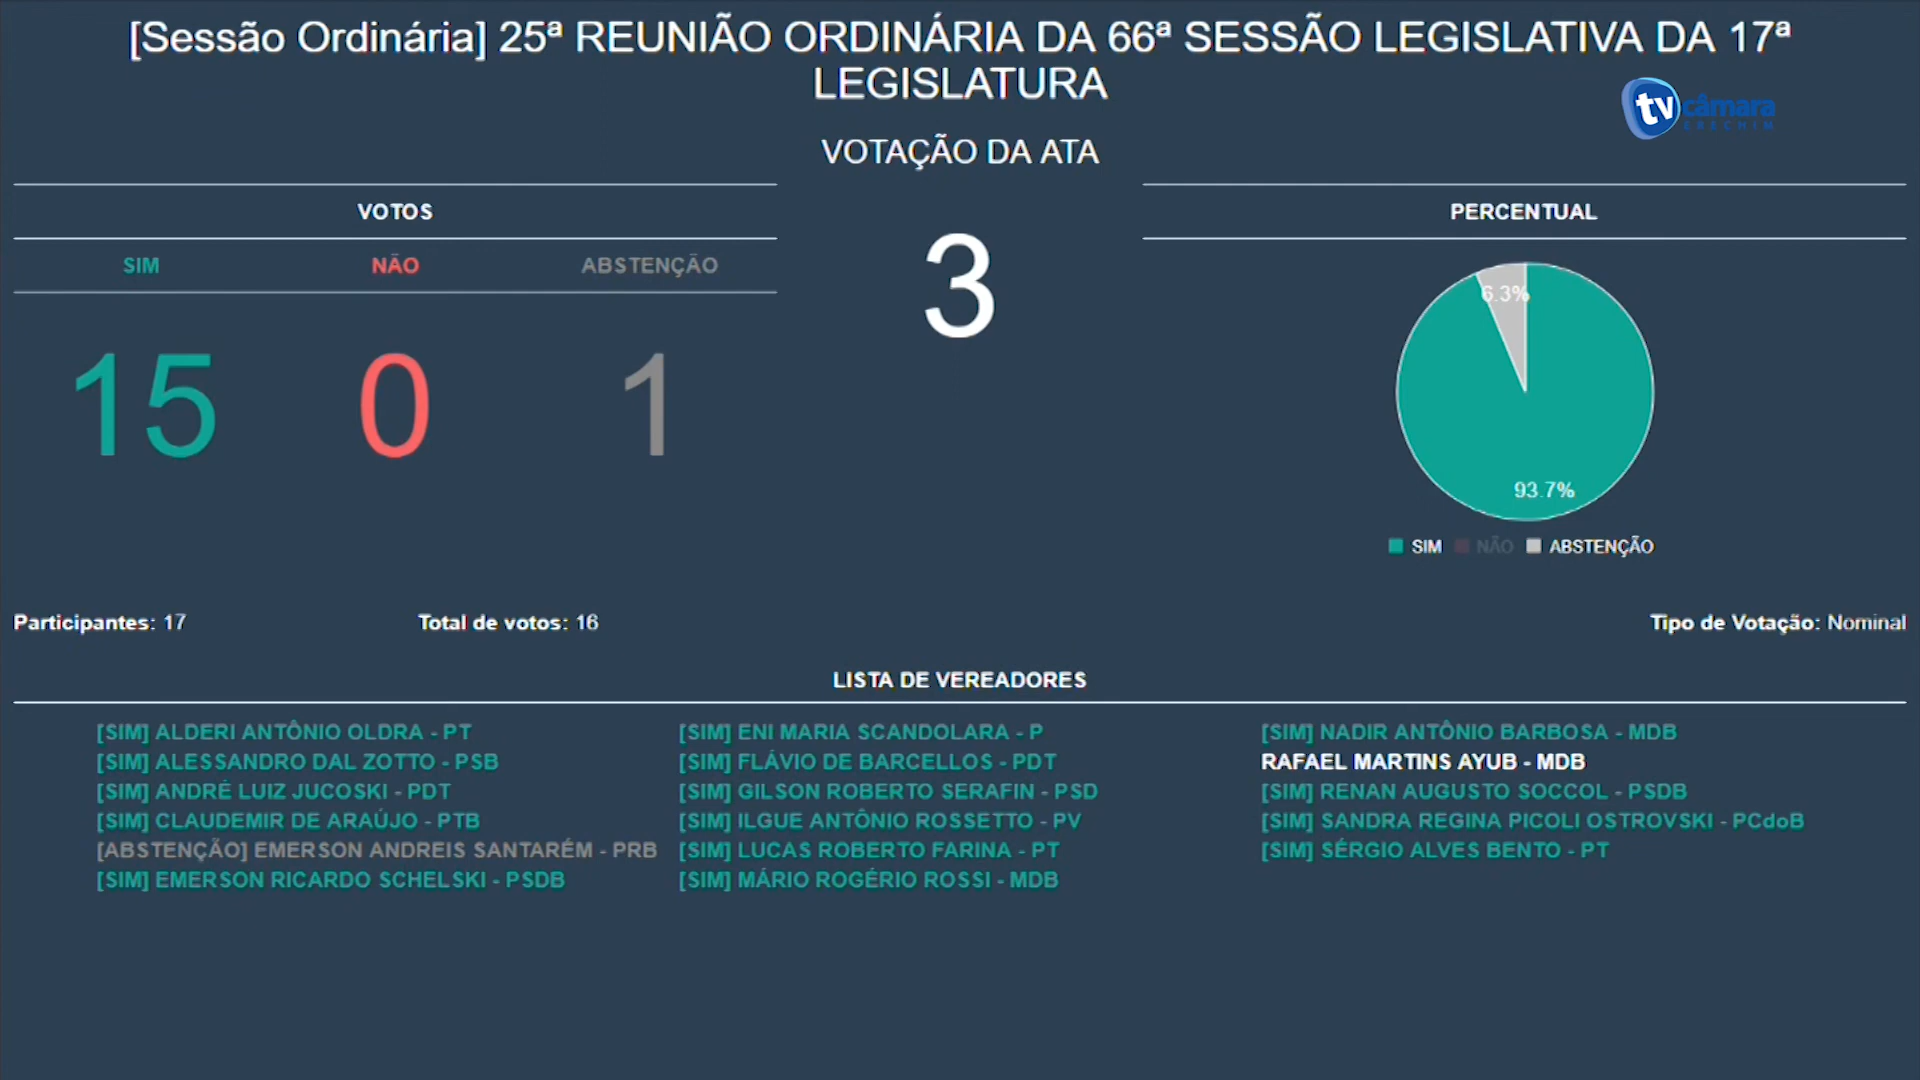 [Sessão Ordinária] 25ª REUNIÃO ORDINÁRIA DA 66ª SESSÃO LEGISLATIVA DA 17ª
LEGISLATURA
tv câmara
ERECHIM
VOTAÇÃO DA ATA
VOTOS
SIM NÃO ABSTENÇÃO
15 0 1
3
PERCENTUAL
6.3%
93.7%
SIM NÃO ABSTENÇÃO
Participantes: 17 Total de votos: 16 Tipo de Votação: Nominal
LISTA DE VEREADORES
[SIM] ALDERI ANTÔNIO OLDRA - PT
[SIM] ALESSANDRO DAL ZOTTO - PSB
[SIM] ANDRÉ LUIZ JUCOSKI - PDT
[SIM] CLAUDEMIR DE ARAÚJO - PTB
[ABSTENÇÃO] EMERSON ANDREIS SANTARÉM - PRB
[SIM] EMERSON RICARDO SCHELSKI - PSDB
[SIM] ENI MARIA SCANDOLARA - P
[SIM] FLÁVIO DE BARCELLOS - PDT
[SIM] GILSON ROBERTO SERAFIN - PSD
[SIM] ILGUE ANTÔNIO ROSSETTO - PV
[SIM] LUCAS ROBERTO FARINA - PT
[SIM] MÁRIO ROGÉRIO ROSSI - MDB
[SIM] NADIR ANTÔNIO BARBOSA - MDB
RAFAEL MARTINS AYUB - MDB
[SIM] RENAN AUGUSTO SOCCOL - PSDB
[SIM] SANDRA REGINA PICOLI OSTROVSKI - PCdoB
[SIM] SÉRGIO ALVES BENTO - PT